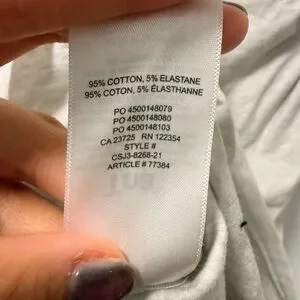 95% COTTON, 5% ELASTANE
95% COTON, 5% ÉLASTHANNE
PO 4500148079
PO 4500148080
PO 4500148103
CA 23725 RN 122354
STYLE #
CSJ3-8268-21
ARTICLE # 77384